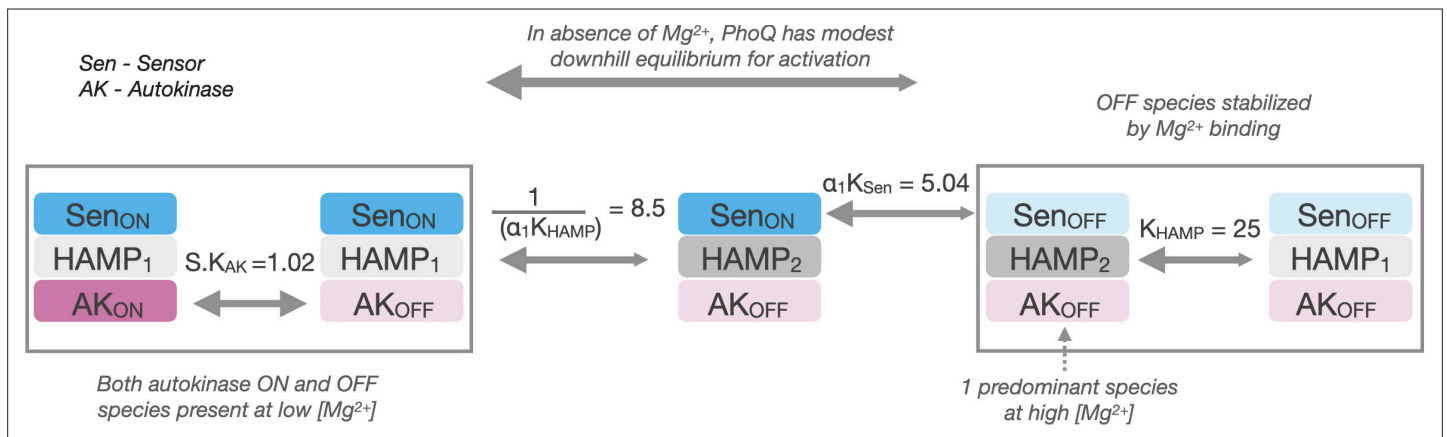 Sen - Sensor
AK - Autokinase
In absence of Mg²⁺, PhoQ has modest
downhill equilibrium for activation
OFF species stabilized
by Mg²⁺ binding
SenON
HAMP₁
AKON
S.KAK =1.02
SenON
HAMP₁
AKOFF
1
(α₁KHAMP)
= 8.5
SenON
HAMP₂
AKOFF
α₁KSen = 5.04
SenOFF
HAMP₂
AKOFF
KHAMP = 25
SenOFF
HAMP₁
AKOFF
Both autokinase ON and OFF
species present at low [Mg²⁺]
1 predominant species
at high [Mg²⁺]